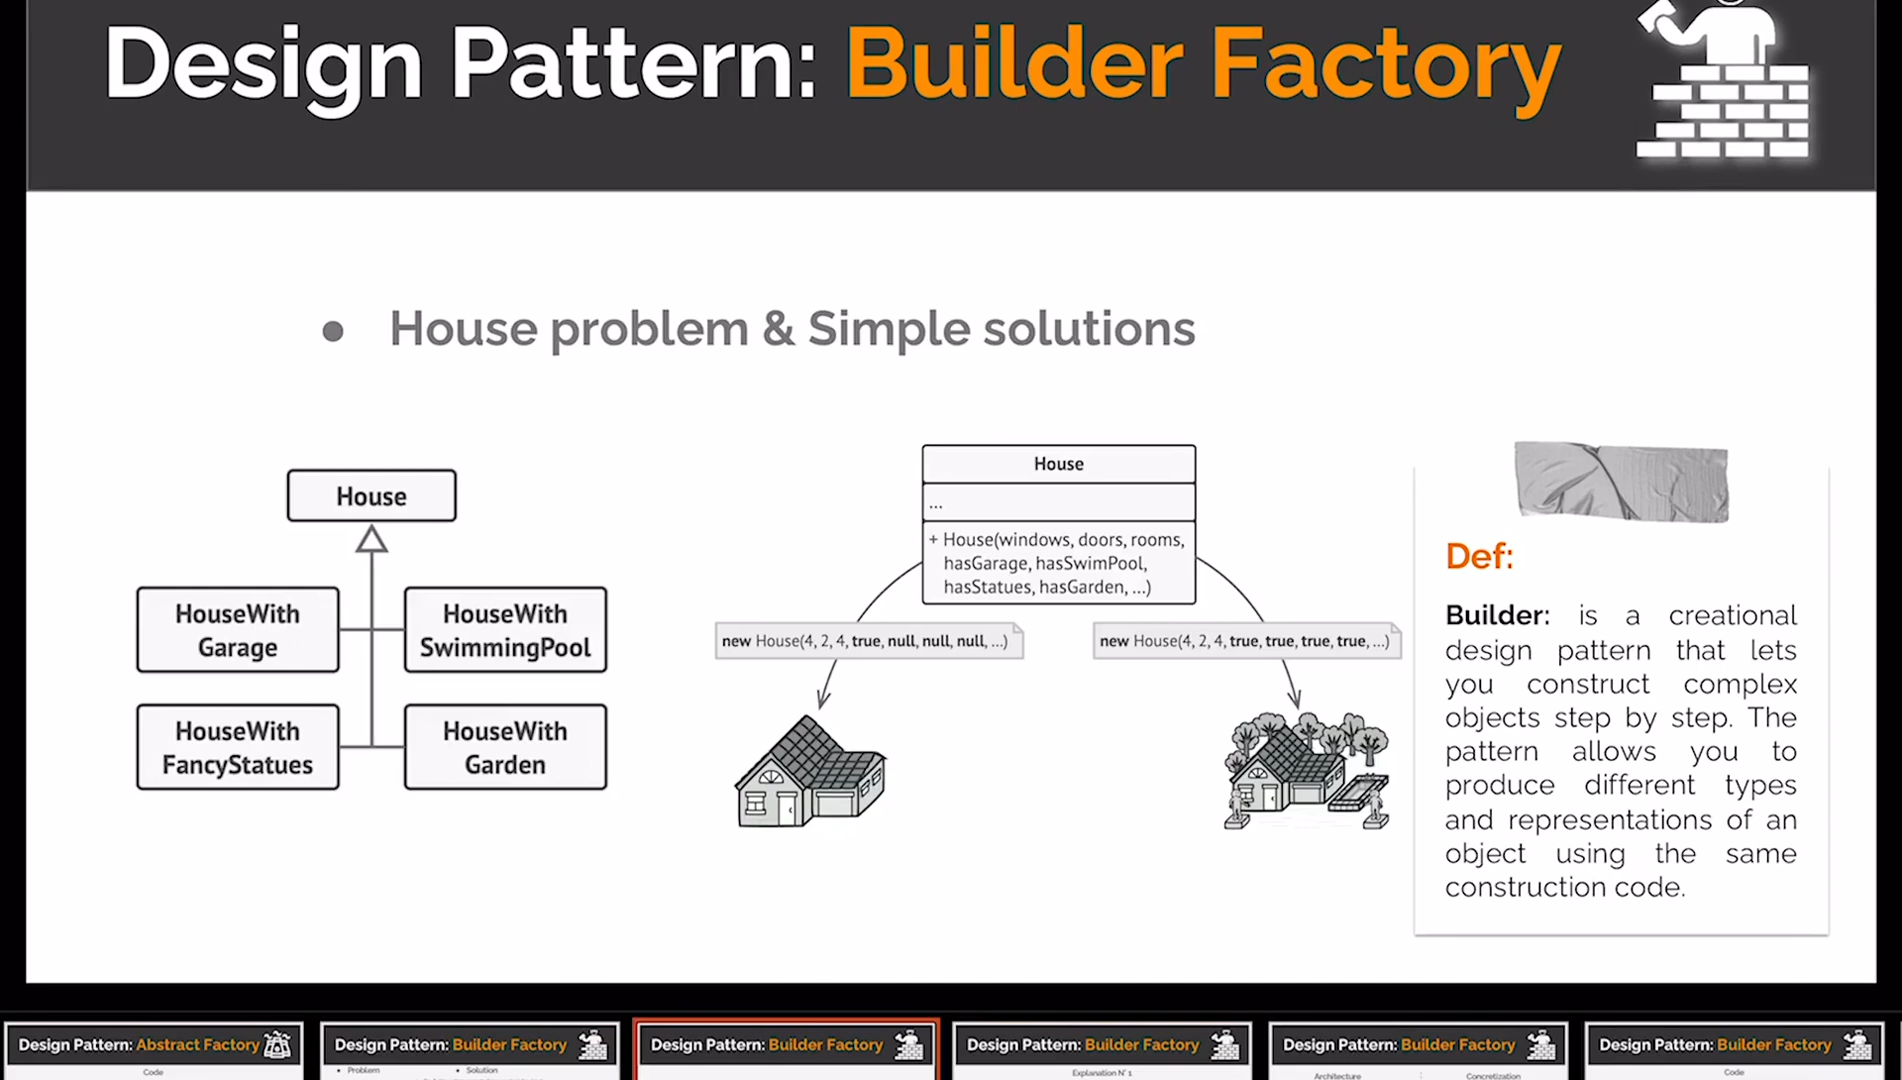 Design Pattern: Builder Factory
● House problem & Simple solutions
House
HouseWith
Garage
HouseWith
SwimmingPool
HouseWith
FancyStatues
HouseWith
Garden
House
...
+ House(windows, doors, rooms,
hasGarage, hasSwimPool,
hasStatues, hasGarden, ...)
new House(4, 2, 4, true, null, null, null, ...)
new House(4, 2, 4, true, true, true, true, ...)
Def:
Builder: is a creational
design pattern that lets
you construct complex
objects step by step. The
pattern allows you to
produce different types
and representations of an
object using the same
construction code.
Design Pattern: Abstract Factory
Code
Design Pattern: Builder Factory
• Problem
• Solution
Design Pattern: Builder Factory
Design Pattern: Builder Factory
Explanation N° 1
Design Pattern: Builder Factory
Architecture : Concretization
Design Pattern: Builder Factory
Code